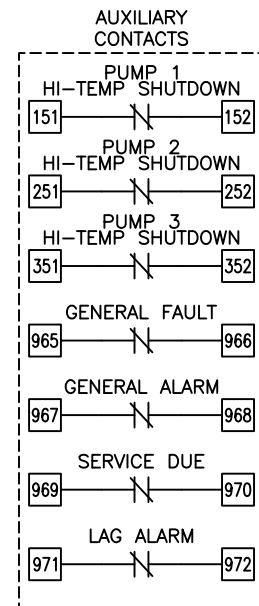 AUXILIARY
CONTACTS
PUMP 1
HI-TEMP SHUTDOWN
151 152
PUMP 2
HI-TEMP SHUTDOWN
251 252
PUMP 3
HI-TEMP SHUTDOWN
351 352
GENERAL FAULT
965 966
GENERAL ALARM
967 968
SERVICE DUE
969 970
LAG ALARM
971 972